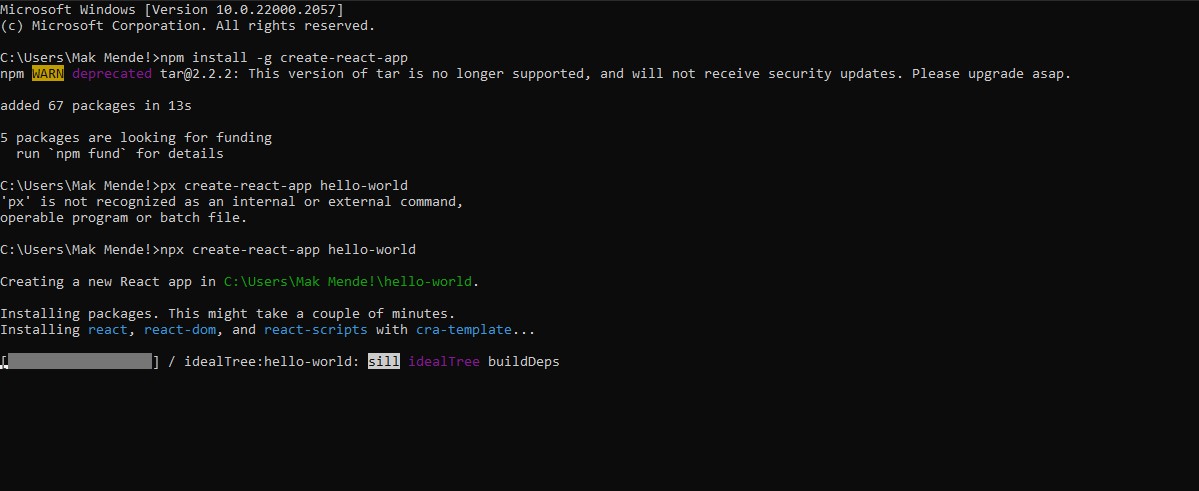 Microsoft Windows [Version 10.0.22000.2057]
(c) Microsoft Corporation. All rights reserved.
C:\Users\Mak Mende!>npm install -g create-react-app
npm WARN deprecated tar@2.2.2: This version of tar is no longer supported, and will not receive security updates. Please upgrade asap.
added 67 packages in 13s
5 packages are looking for funding
  run `npm fund` for details
C:\Users\Mak Mende!>px create-react-app hello-world
'px' is not recognized as an internal or external command,
operable program or batch file.
C:\Users\Mak Mende!>npx create-react-app hello-world
Creating a new React app in C:\Users\Mak Mende!\hello-world.
Installing packages. This might take a couple of minutes.
Installing react, react-dom, and react-scripts with cra-template...
[                  ] / idealTree:hello-world: sill idealTree buildDeps